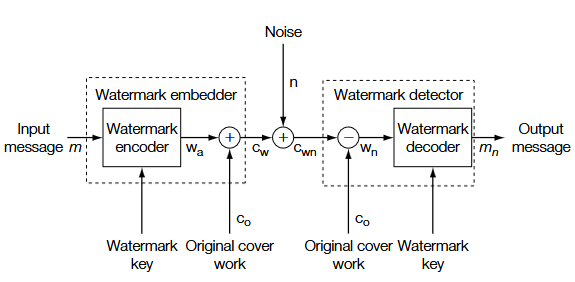 Noise
n
Watermark embedder
Watermark detector
Input
message m
Watermark
encoder
wa
+
cw
+
cwn
−
wn
Watermark
decoder
mn
Output
message
co
co
Watermark
key
Original cover
work
Original cover
work
Watermark
key